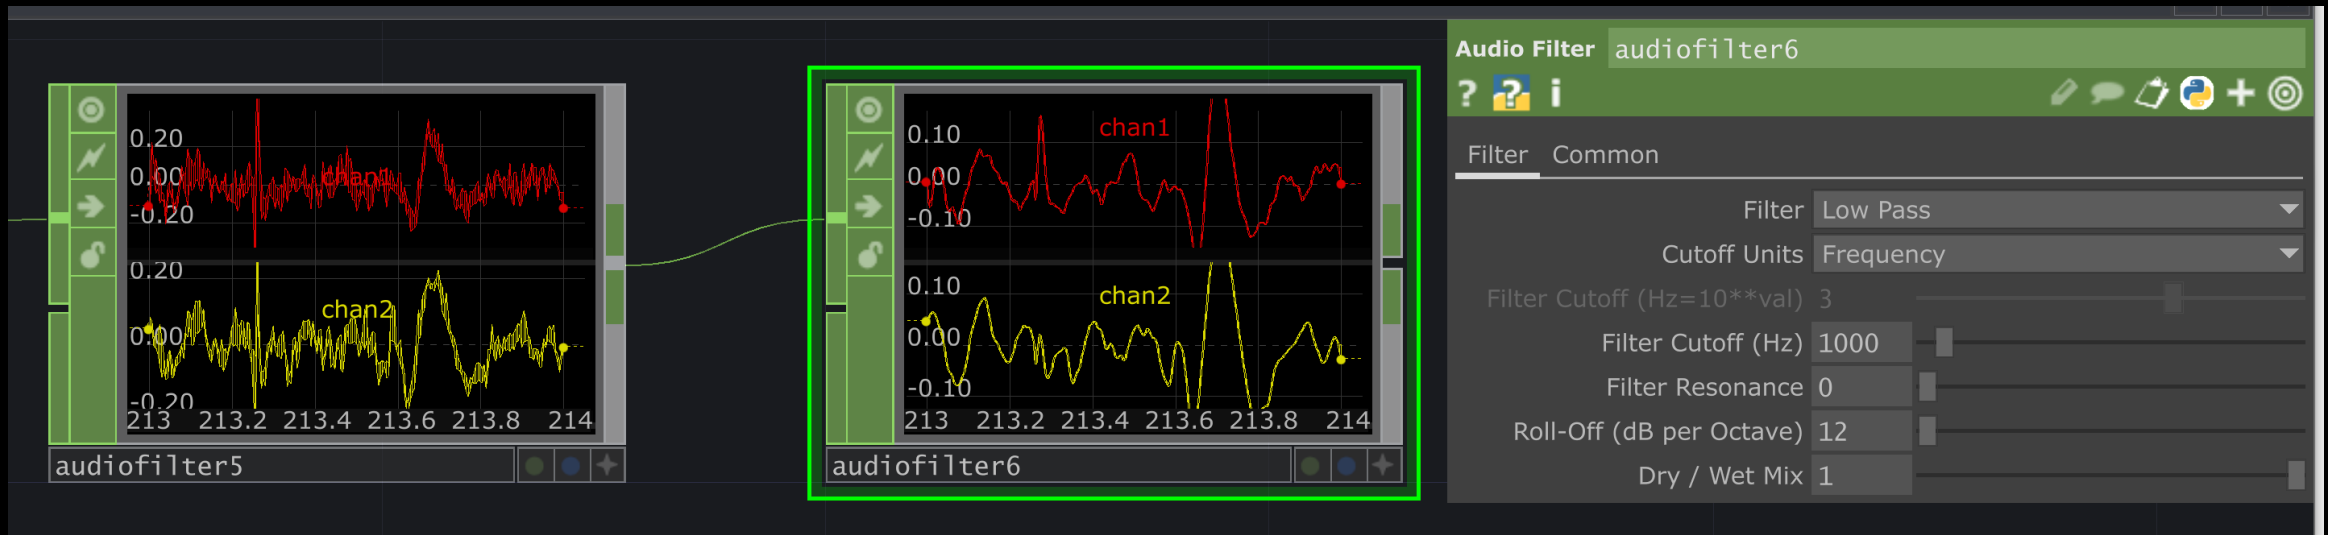 0.20
0.00
-0.20
chan1
0.20
0.00
-0.20
chan2
213 213.2 213.4 213.6 213.8 214
audiofilter5
0.10
0.00
-0.10
chan1
0.10
0.00
-0.10
chan2
213 213.2 213.4 213.6 213.8 214
audiofilter6
Audio Filter audiofilter6
? ? i
Filter Common
Filter Low Pass
Cutoff Units Frequency
Filter Cutoff (Hz=10**val) 3
Filter Cutoff (Hz) 1000
Filter Resonance 0
Roll-Off (dB per Octave) 12
Dry / Wet Mix 1